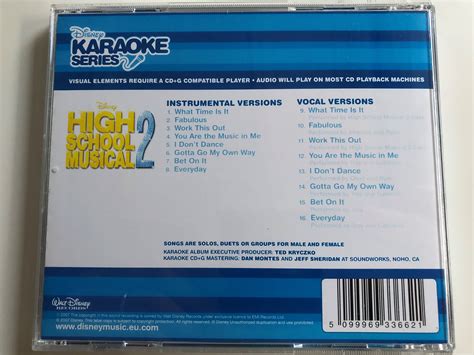 Disney
KARAOKE
SERIES
VISUAL ELEMENTS REQUIRE A CD+G COMPATIBLE PLAYER • AUDIO WILL PLAY ON MOST CD PLAYBACK MACHINES
Disney
HIGH
SCHOOL
MUSICAL 2
INSTRUMENTAL VERSIONS
1. What Time Is It
2. Fabulous
3. Work This Out
4. You Are the Music in Me
5. I Don't Dance
6. Gotta Go My Own Way
7. Bet On It
8. Everyday
VOCAL VERSIONS
9. What Time Is It
10. Fabulous
11. Work This Out
12. You Are the Music in Me
13. I Don't Dance
14. Gotta Go My Own Way
15. Bet On It
16. Everyday
SONGS ARE SOLOS, DUETS OR GROUPS FOR MALE AND FEMALE
KARAOKE ALBUM EXECUTIVE PRODUCER: TED KRYCZKO
KARAOKE CD+G MASTERING: DAN MONTES and JEFF SHERIDAN AT SOUNDWORKS, NOHO, CA
WALT DISNEY
RECORDS
www.disneymusic.eu.com
5 099969 336621